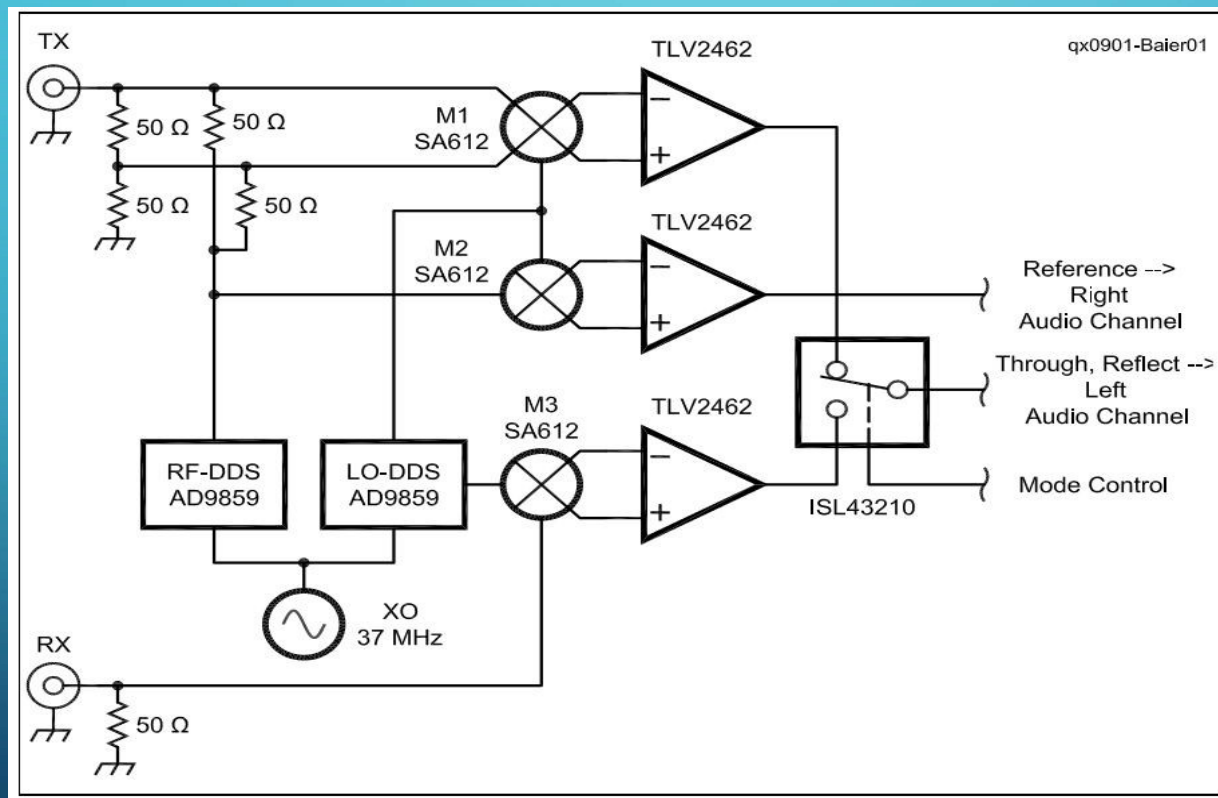 TX
TLV2462
qx0901-Baier01
50 Ω
50 Ω
M1
SA612
50 Ω
50 Ω
TLV2462
M2
SA612
Reference -->
Right
Audio Channel
Through, Reflect -->
Left
Audio Channel
M3
SA612
TLV2462
RF-DDS
AD9859
LO-DDS
AD9859
Mode Control
ISL43210
XO
37 MHz
RX
50 Ω